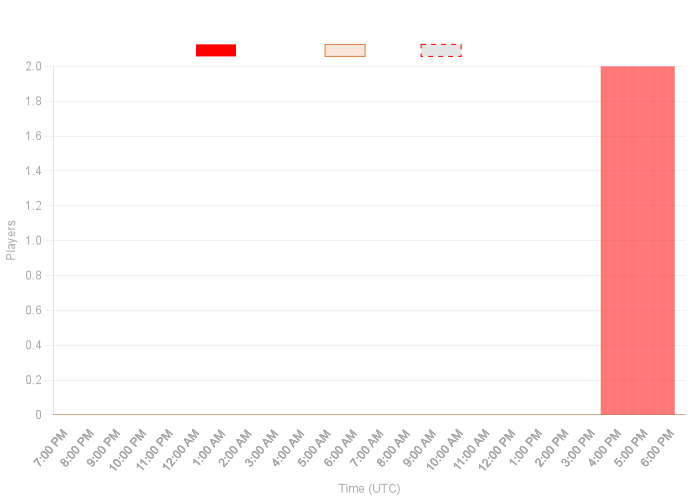 2.0
1.8
1.6
1.4
1.2
1.0
0.8
0.6
0.4
0.2
0
Players
7:00 PM
8:00 PM
9:00 PM
10:00 PM
11:00 PM
12:00 AM
1:00 AM
2:00 AM
3:00 AM
4:00 AM
5:00 AM
6:00 AM
7:00 AM
8:00 AM
9:00 AM
10:00 AM
11:00 AM
12:00 PM
1:00 PM
2:00 PM
3:00 PM
4:00 PM
5:00 PM
6:00 PM
Time (UTC)